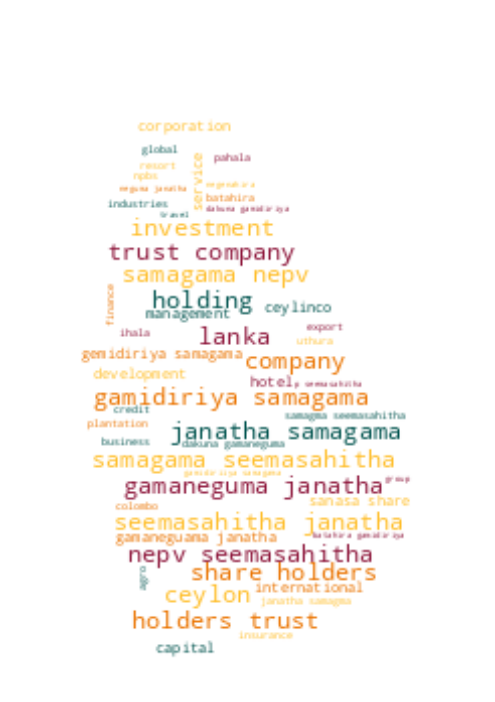 corporation
global
pahala
resort
service
npbs
neguna janatha
vegenahira
batahira
industries
dakuna gamidiriya
travel
investment
trust company
samagama nepv
finance
holding
ceylinco
management
ihala
lanka
export
uthura
gemidiriya samagama
company
development
hotel
p seemasahitha
gamidiriya samagama
credit
samagma seemasahitha
plantation
janatha samagama
business
dakuna gamaneguma
samagama seemasahitha
gamidiriya samagama
gamaneguma janatha
group
sanasa share
colombo
seemasahitha janatha
gamaneguama janatha
batahira gamidiriya
nepv seemasahitha
agro
share holders
international
ceylon
janatha samagma
holders trust
insurance
capital